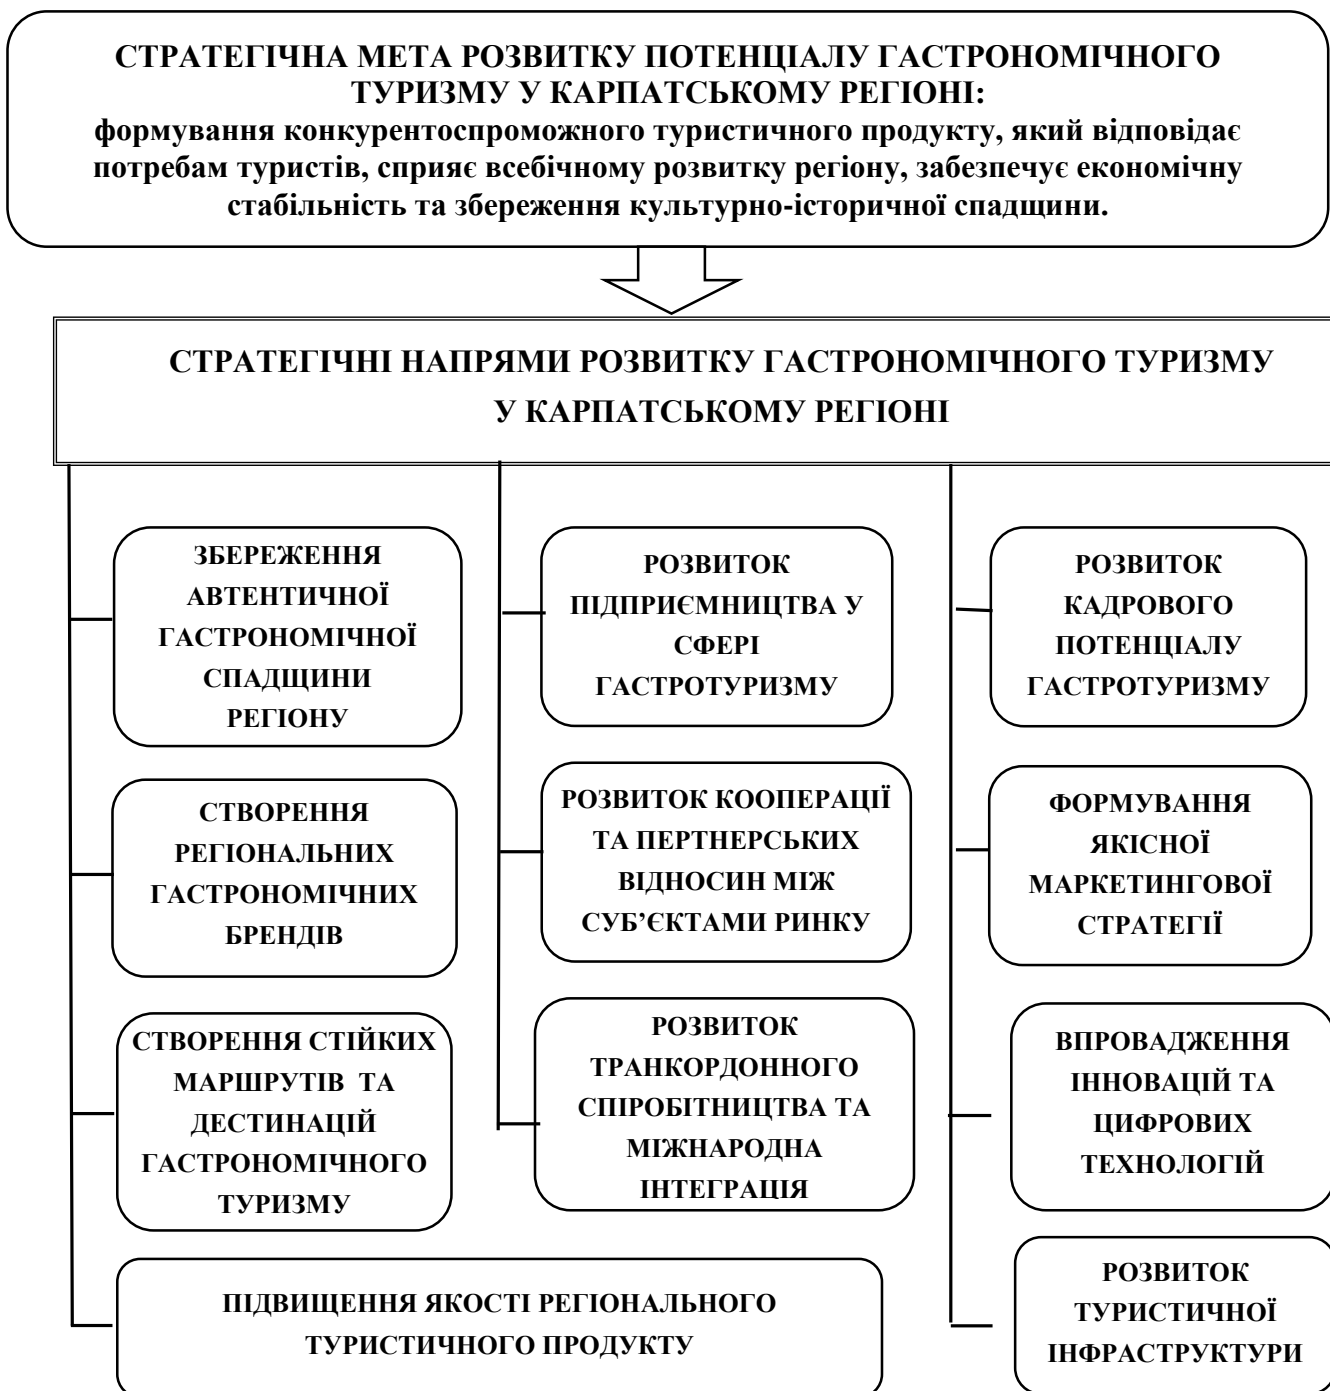 СТРАТЕГІЧНА МЕТА РОЗВИТКУ ПОТЕНЦІАЛУ ГАСТРОНОМІЧНОГО
ТУРИЗМУ У КАРПАТСЬКОМУ РЕГІОНІ:
формування конкурентоспроможного туристичного продукту, який відповідає
потребам туристів, сприяє всебічному розвитку регіону, забезпечує економічну
стабільність та збереження культурно-історичної спадщини.
СТРАТЕГІЧНІ НАПРЯМИ РОЗВИТКУ ГАСТРОНОМІЧНОГО ТУРИЗМУ
У КАРПАТСЬКОМУ РЕГІОНІ
ЗБЕРЕЖЕННЯ
АВТЕНТИЧНОЇ
ГАСТРОНОМІЧНОЇ
СПАДЩИНИ
РЕГІОНУ
РОЗВИТОК
ПІДПРИЄМНИЦТВА У
СФЕРІ
ГАСТРОТУРИЗМУ
РОЗВИТОК
КАДРОВОГО
ПОТЕНЦІАЛУ
ГАСТРОТУРИЗМУ
СТВОРЕННЯ
РЕГІОНАЛЬНИХ
ГАСТРОНОМІЧНИХ
БРЕНДІВ
РОЗВИТОК КООПЕРАЦІЇ
ТА ПЕРТНЕРСЬКИХ
ВІДНОСИН МІЖ
СУБ’ЄКТАМИ РИНКУ
ФОРМУВАННЯ
ЯКІСНОЇ
МАРКЕТИНГОВОЇ
СТРАТЕГІЇ
СТВОРЕННЯ СТІЙКИХ
МАРШРУТІВ ТА
ДЕСТИНАЦІЙ
ГАСТРОНОМІЧНОГО
ТУРИЗМУ
РОЗВИТОК
ТРАНКОРДОННОГО
СПІРОБІТНИЦТВА ТА
МІЖНАРОДНА
ІНТЕГРАЦІЯ
ВПРОВАДЖЕННЯ
ІННОВАЦІЙ ТА
ЦИФРОВИХ
ТЕХНОЛОГІЙ
ПІДВИЩЕННЯ ЯКОСТІ РЕГІОНАЛЬНОГО
ТУРИСТИЧНОГО ПРОДУКТУ
РОЗВИТОК
ТУРИСТИЧНОЇ
ІНФРАСТРУКТУРИ